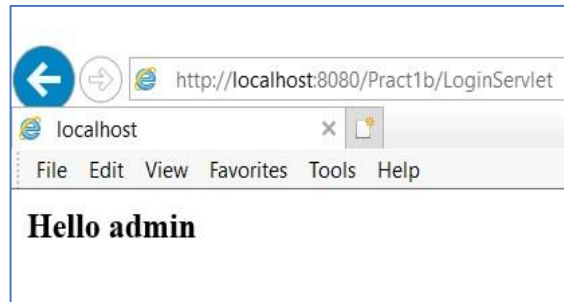 http://localhost:8080/Pract1b/LoginServlet
localhost
File Edit View Favorites Tools Help
Hello admin